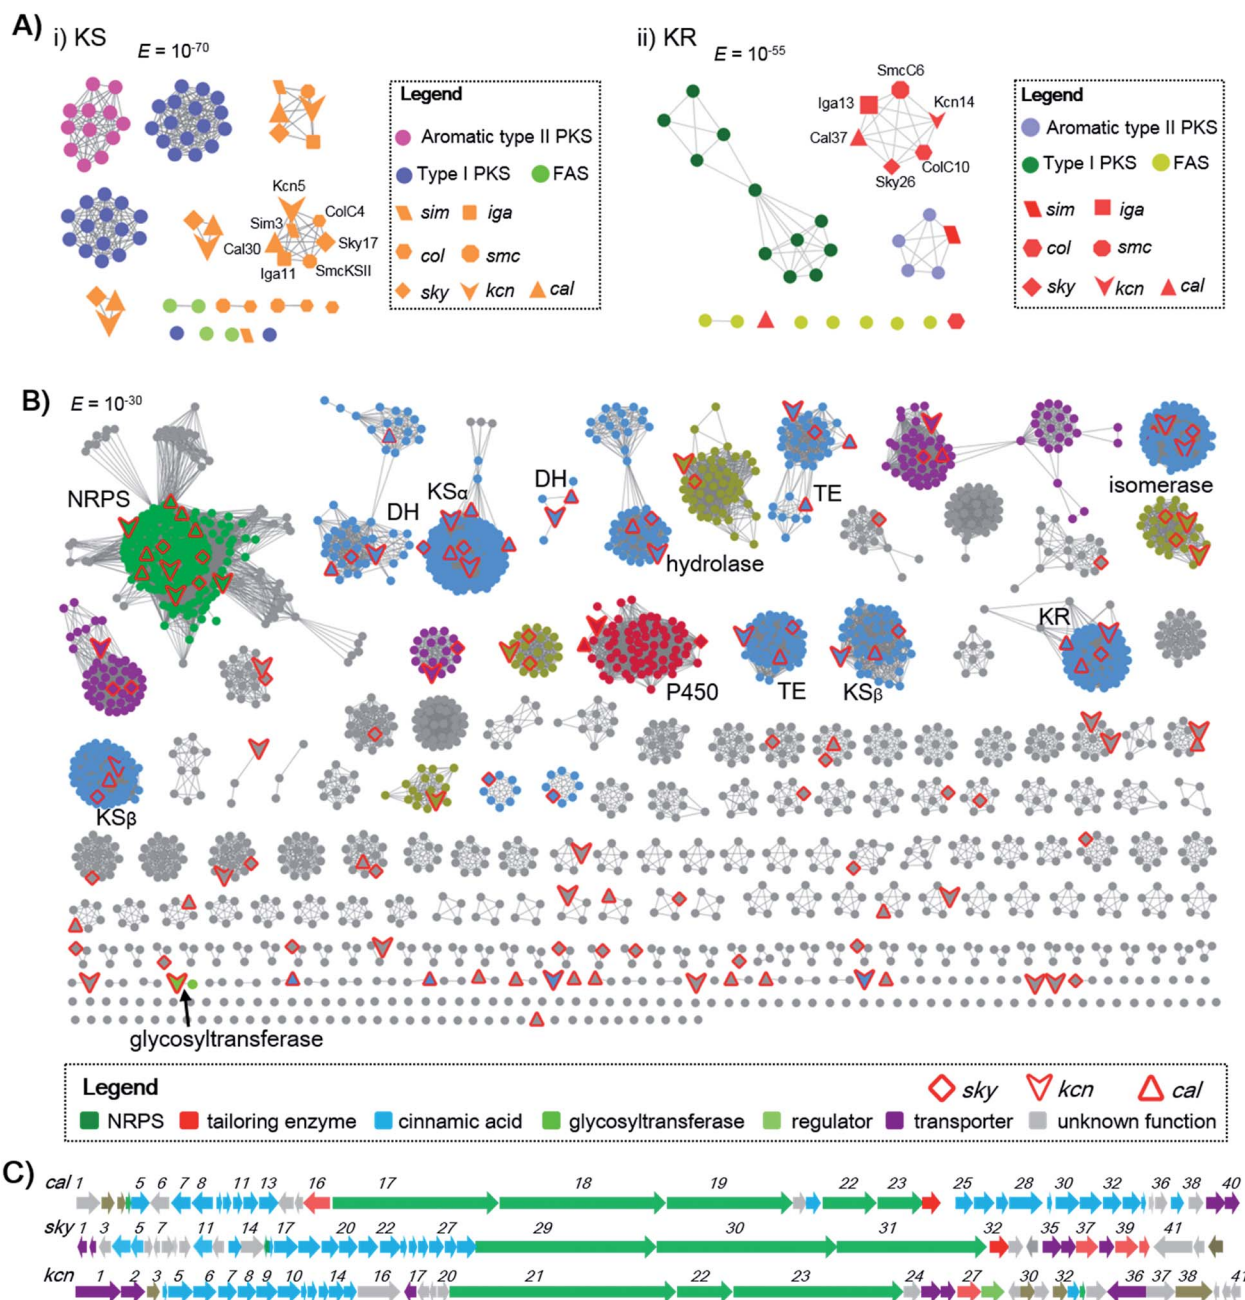 A)
i) KS
E = 10-70
Legend
Aromatic type II PKS
Type I PKS
FAS
sim
iga
col
smc
sky
kcn
cal
Kcn5
ColC4
Sim3
Sky17
Cal30
Iga11
SmcKSII
ii) KR
E = 10-55
SmcC6
Iga13
Kcn14
Cal37
ColC10
Sky26
Legend
Aromatic type II PKS
Type I PKS
FAS
sim
iga
col
smc
sky
kcn
cal
B)
E = 10-30
NRPS
DH
KSα
DH
hydrolase
TE
isomerase
KR
P450
TE
KSβ
KSβ
glycosyltransferase
Legend
sky
kcn
cal
NRPS
tailoring enzyme
cinnamic acid
glycosyltransferase
regulator
transporter
unknown function
C)
cal 1 5 6 7 8 11 13 16 17 18 19 22 23 25 28 30 32 36 38 40
sky 1 3 5 7 11 14 17 20 22 27 29 30 31 32 35 37 39 41
kcn 1 2 3 5 6 7 8 9 10 14 16 17 20 21 22 23 24 27 30 32 36 37 38 41